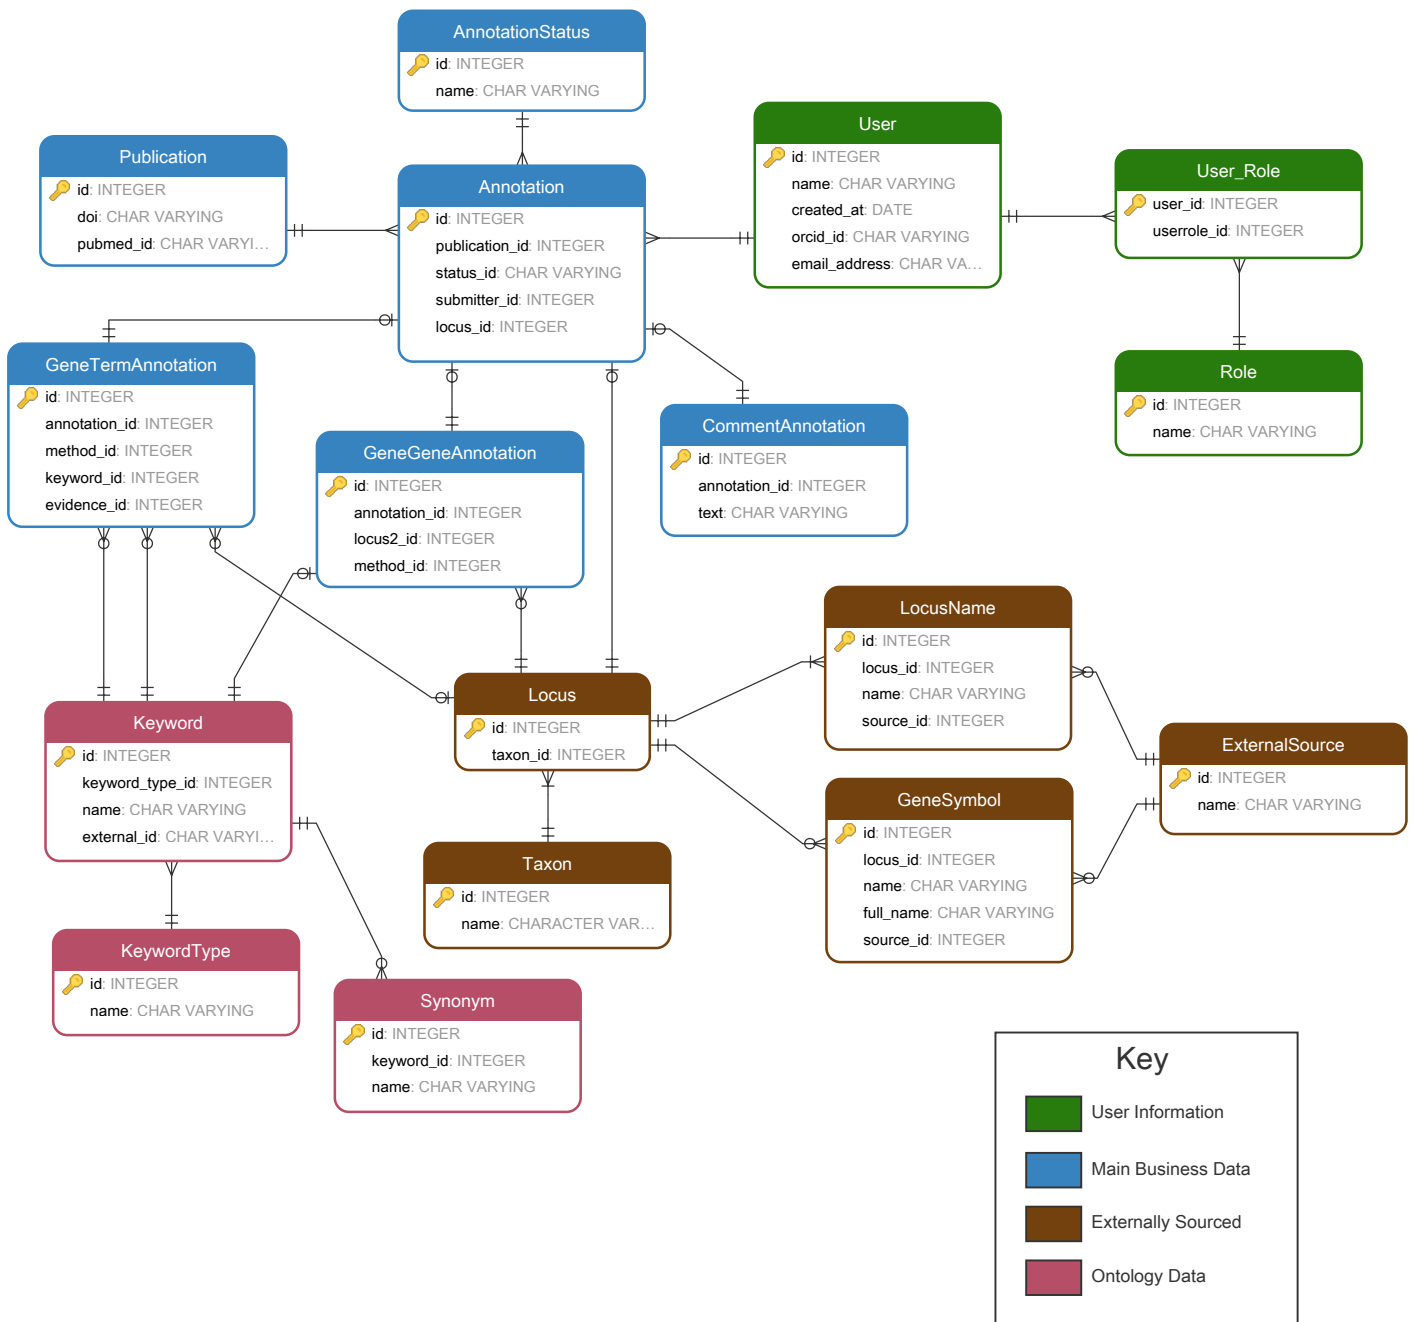 AnnotationStatus
id: INTEGER
name: CHAR VARYING
Publication
id: INTEGER
doi: CHAR VARYING
pubmed_id: CHAR VARYI...
Annotation
id: INTEGER
publication_id: INTEGER
status_id: CHAR VARYING
submitter_id: INTEGER
locus_id: INTEGER
User
id: INTEGER
name: CHAR VARYING
created_at: DATE
orcid_id: CHAR VARYING
email_address: CHAR VA...
User_Role
user_id: INTEGER
userrole_id: INTEGER
Role
id: INTEGER
name: CHAR VARYING
GeneTermAnnotation
id: INTEGER
annotation_id: INTEGER
method_id: INTEGER
keyword_id: INTEGER
evidence_id: INTEGER
GeneGeneAnnotation
id: INTEGER
annotation_id: INTEGER
locus2_id: INTEGER
method_id: INTEGER
CommentAnnotation
id: INTEGER
annotation_id: INTEGER
text: CHAR VARYING
LocusName
id: INTEGER
locus_id: INTEGER
name: CHAR VARYING
source_id: INTEGER
Locus
id: INTEGER
taxon_id: INTEGER
Keyword
id: INTEGER
keyword_type_id: INTEGER
name: CHAR VARYING
external_id: CHAR VARYI...
ExternalSource
id: INTEGER
name: CHAR VARYING
GeneSymbol
id: INTEGER
locus_id: INTEGER
name: CHAR VARYING
full_name: CHAR VARYING
source_id: INTEGER
Taxon
id: INTEGER
name: CHARACTER VAR...
KeywordType
id: INTEGER
name: CHAR VARYING
Synonym
id: INTEGER
keyword_id: INTEGER
name: CHAR VARYING
Key
User Information
Main Business Data
Externally Sourced
Ontology Data